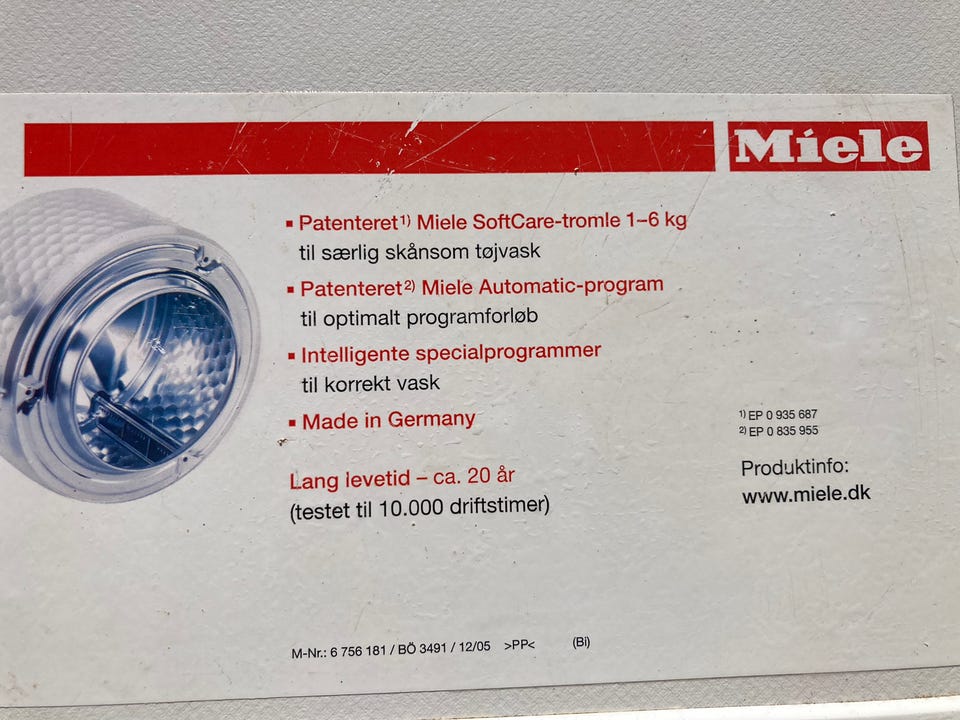 Miele
▪ Patenteret1) Miele SoftCare-tromle 1–6 kg
til særlig skånsom tøjvask
▪ Patenteret2) Miele Automatic-program
til optimalt programforløb
▪ Intelligente specialprogrammer
til korrekt vask
▪ Made in Germany
Lang levetid – ca. 20 år
(testet til 10.000 driftstimer)
1) EP 0 935 687
2) EP 0 835 955
Produktinfo:
www.miele.dk
M-Nr.: 6 756 181 / BÖ 3491 / 12/05 >PP< (Bi)